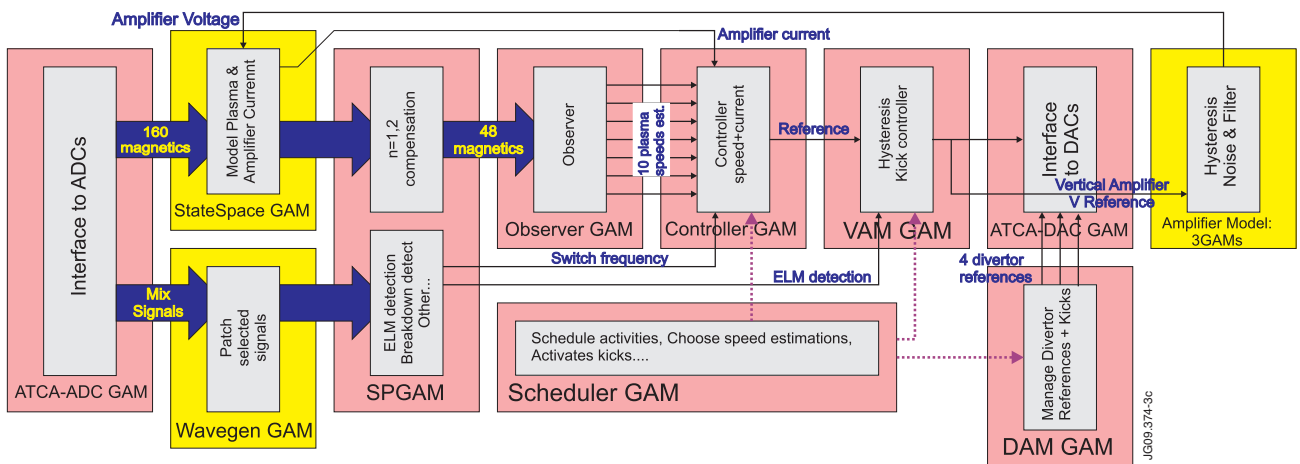 Amplifier Voltage
Amplifier current
Interface to ADCs
ATCA-ADC GAM
160
magnetics
Mix
Signals
Model Plasma &
Amplifier Currennt
StateSpace GAM
Patch
selected
signals
Wavegen GAM
n=1,2
compensation
ELM detection
Breakdown detect
Other...
SPGAM
48
magnetics
Observer
Observer GAM
10 plasma
speeds est.
Controller
speed+current
Controller GAM
Switch frequency
Reference
Hysteresis
Kick controller
VAM GAM
ELM detection
Interface
to DACs
ATCA-DAC GAM
Vertical Amplifier
V Reference
Hysteresis
Noise & Filter
Amplifier Model:
3GAMs
4 divertor
references
Schedule activities, Choose speed estimations,
Activates kicks....
Scheduler GAM
Manage Divertor
References + Kicks
DAM GAM
JG09.374-3c